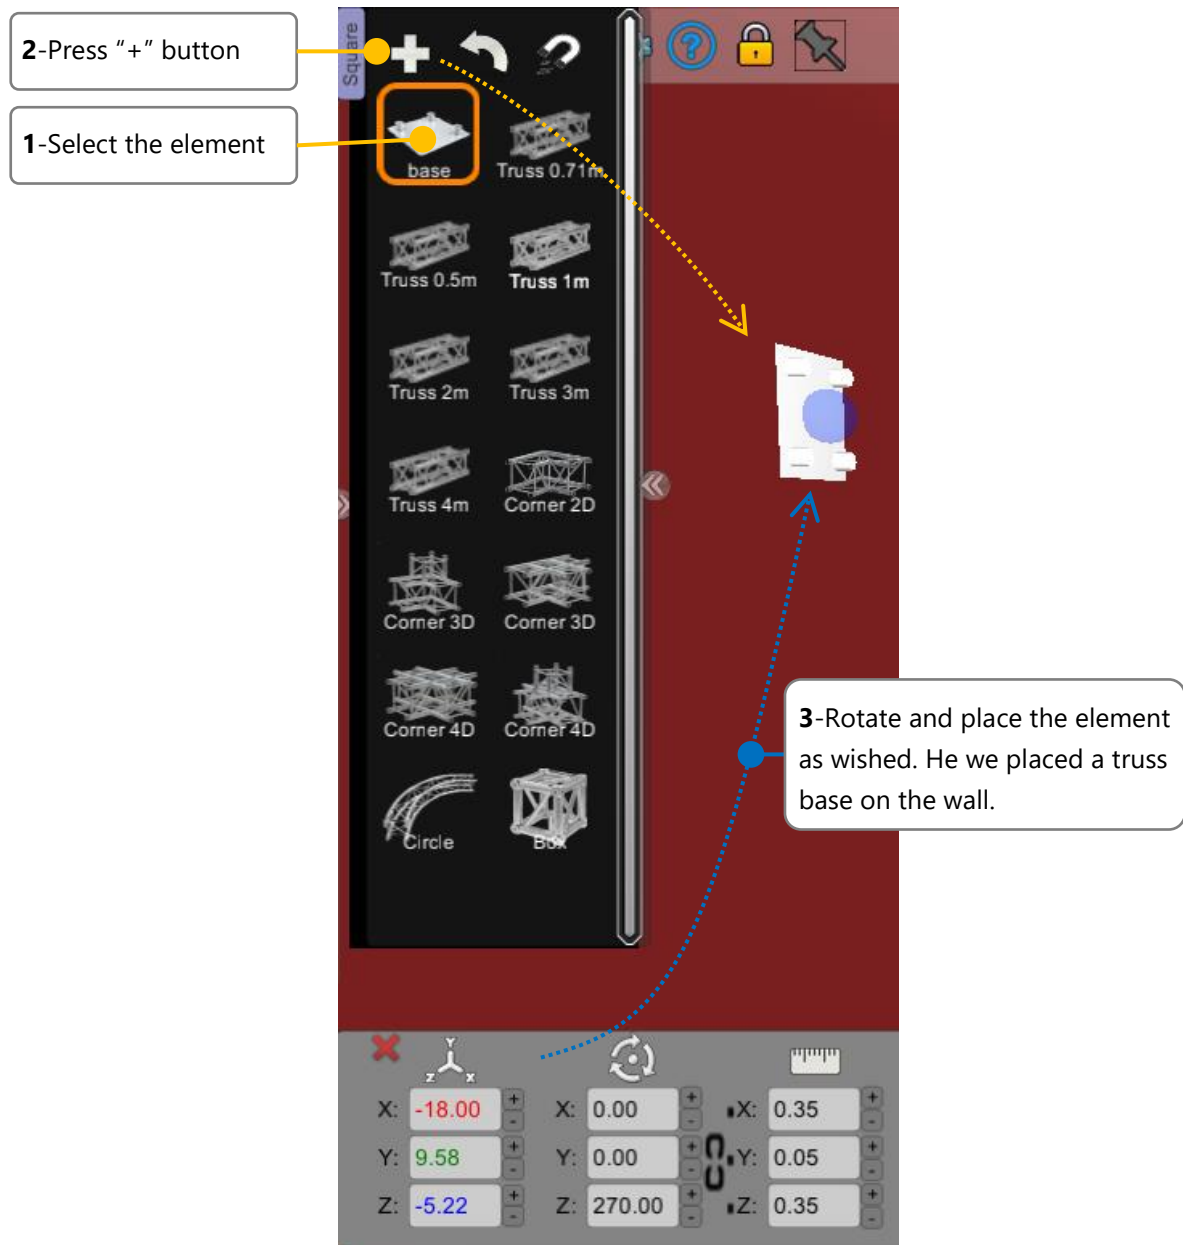 2-Press “+” button
1-Select the element
Square
base
Truss 0.71m
Truss 0.5m
Truss 1m
Truss 2m
Truss 3m
Truss 4m
Corner 2D
Corner 3D
Corner 3D
Corner 4D
Corner 4D
Circle
Box
3-Rotate and place the element
as wished. He we placed a truss
base on the wall.
Y
Z X
X: -18.00 + - X: 0.00 + - X: 0.35 + -
Y: 9.58 + - Y: 0.00 + - Y: 0.05 + -
Z: -5.22 + - Z: 270.00 + - Z: 0.35 + -